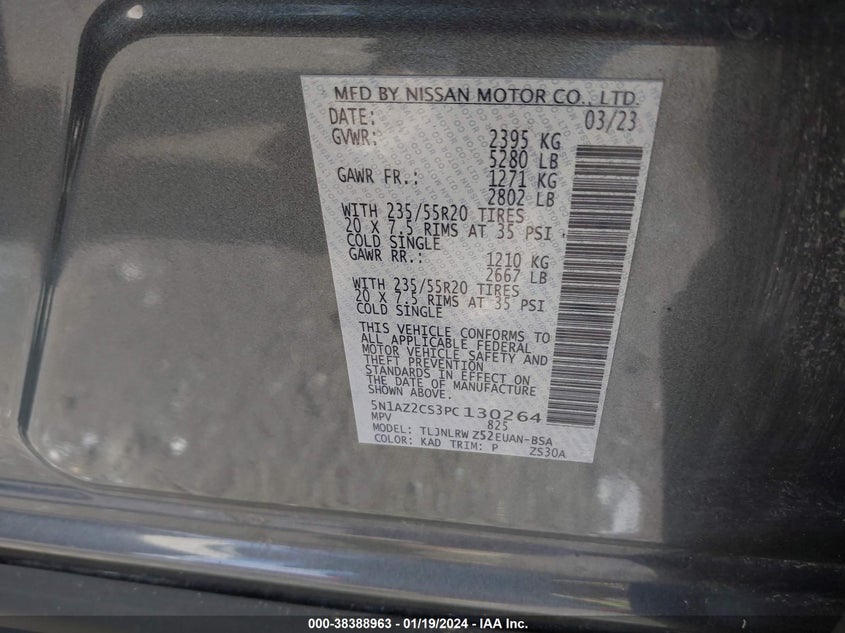 MFD BY NISSAN MOTOR CO., LTD.
DATE: 03/23
GVWR: 2395 KG
5280 LB
GAWR FR.: 1271 KG
2802 LB
WITH 235/55R20 TIRES
20 X 7.5 RIMS AT 35 PSI
COLD SINGLE
GAWR RR.: 1210 KG
2667 LB
WITH 235/55R20 TIRES
20 X 7.5 RIMS AT 35 PSI
COLD SINGLE
THIS VEHICLE CONFORMS TO
ALL APPLICABLE FEDERAL
MOTOR VEHICLE SAFETY AND
THEFT PREVENTION
STANDARDS IN EFFECT ON
THE DATE OF MANUFACTURE
SHOWN ABOVE.
5N1AZ2CS3PC130264
MPV 825
MODEL: TLJNLRW Z52EUAN-BSA
COLOR: KAD TRIM: P ZS30A
000-38388963 - 01/19/2024 - IAA Inc.